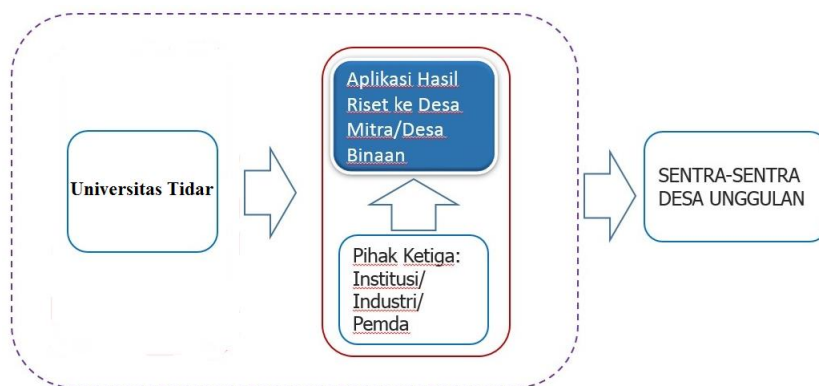 Universitas Tidar
Aplikasi Hasil
Riset ke Desa
Mitra/Desa
Binaan
Pihak Ketiga:
Institusi/
Industri/
Pemda
SENTRA-SENTRA
DESA UNGGULAN